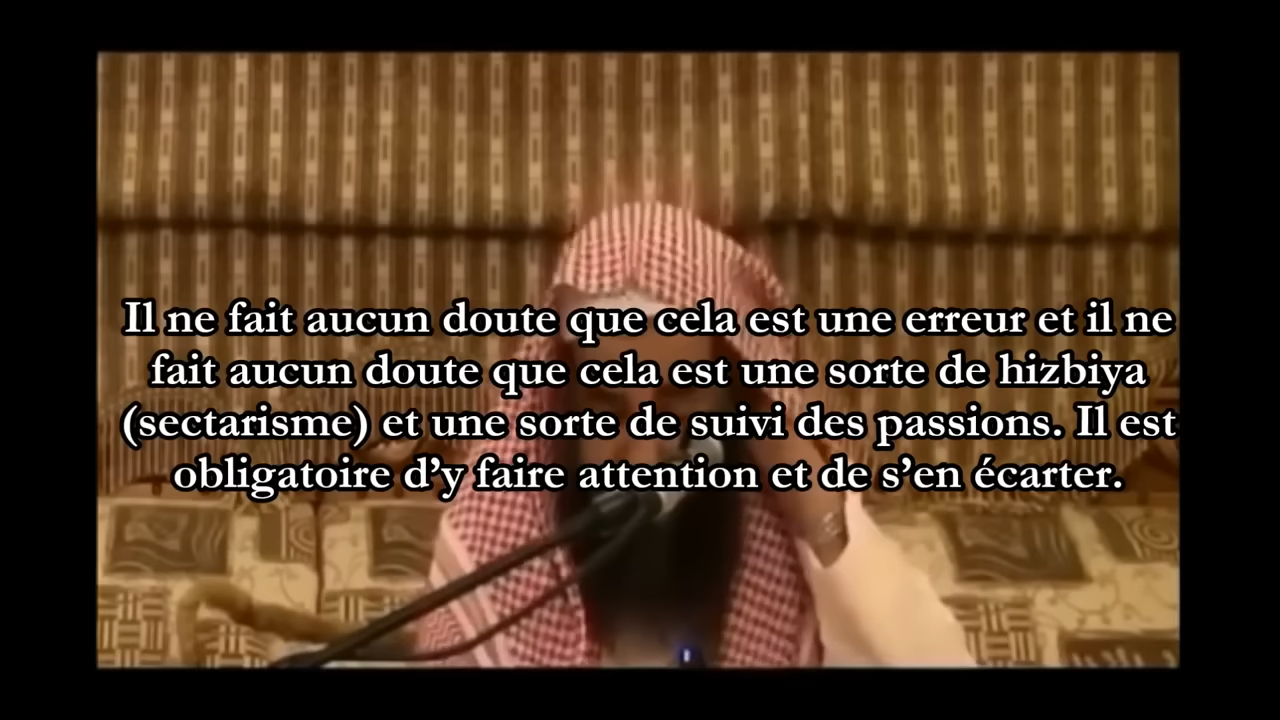 Il ne fait aucun doute que cela est une erreur et il ne
fait aucun doute que cela est une sorte de hizbiya
(sectarisme) et une sorte de suivi des passions. Il est
obligatoire d’y faire attention et de s’en écarter.